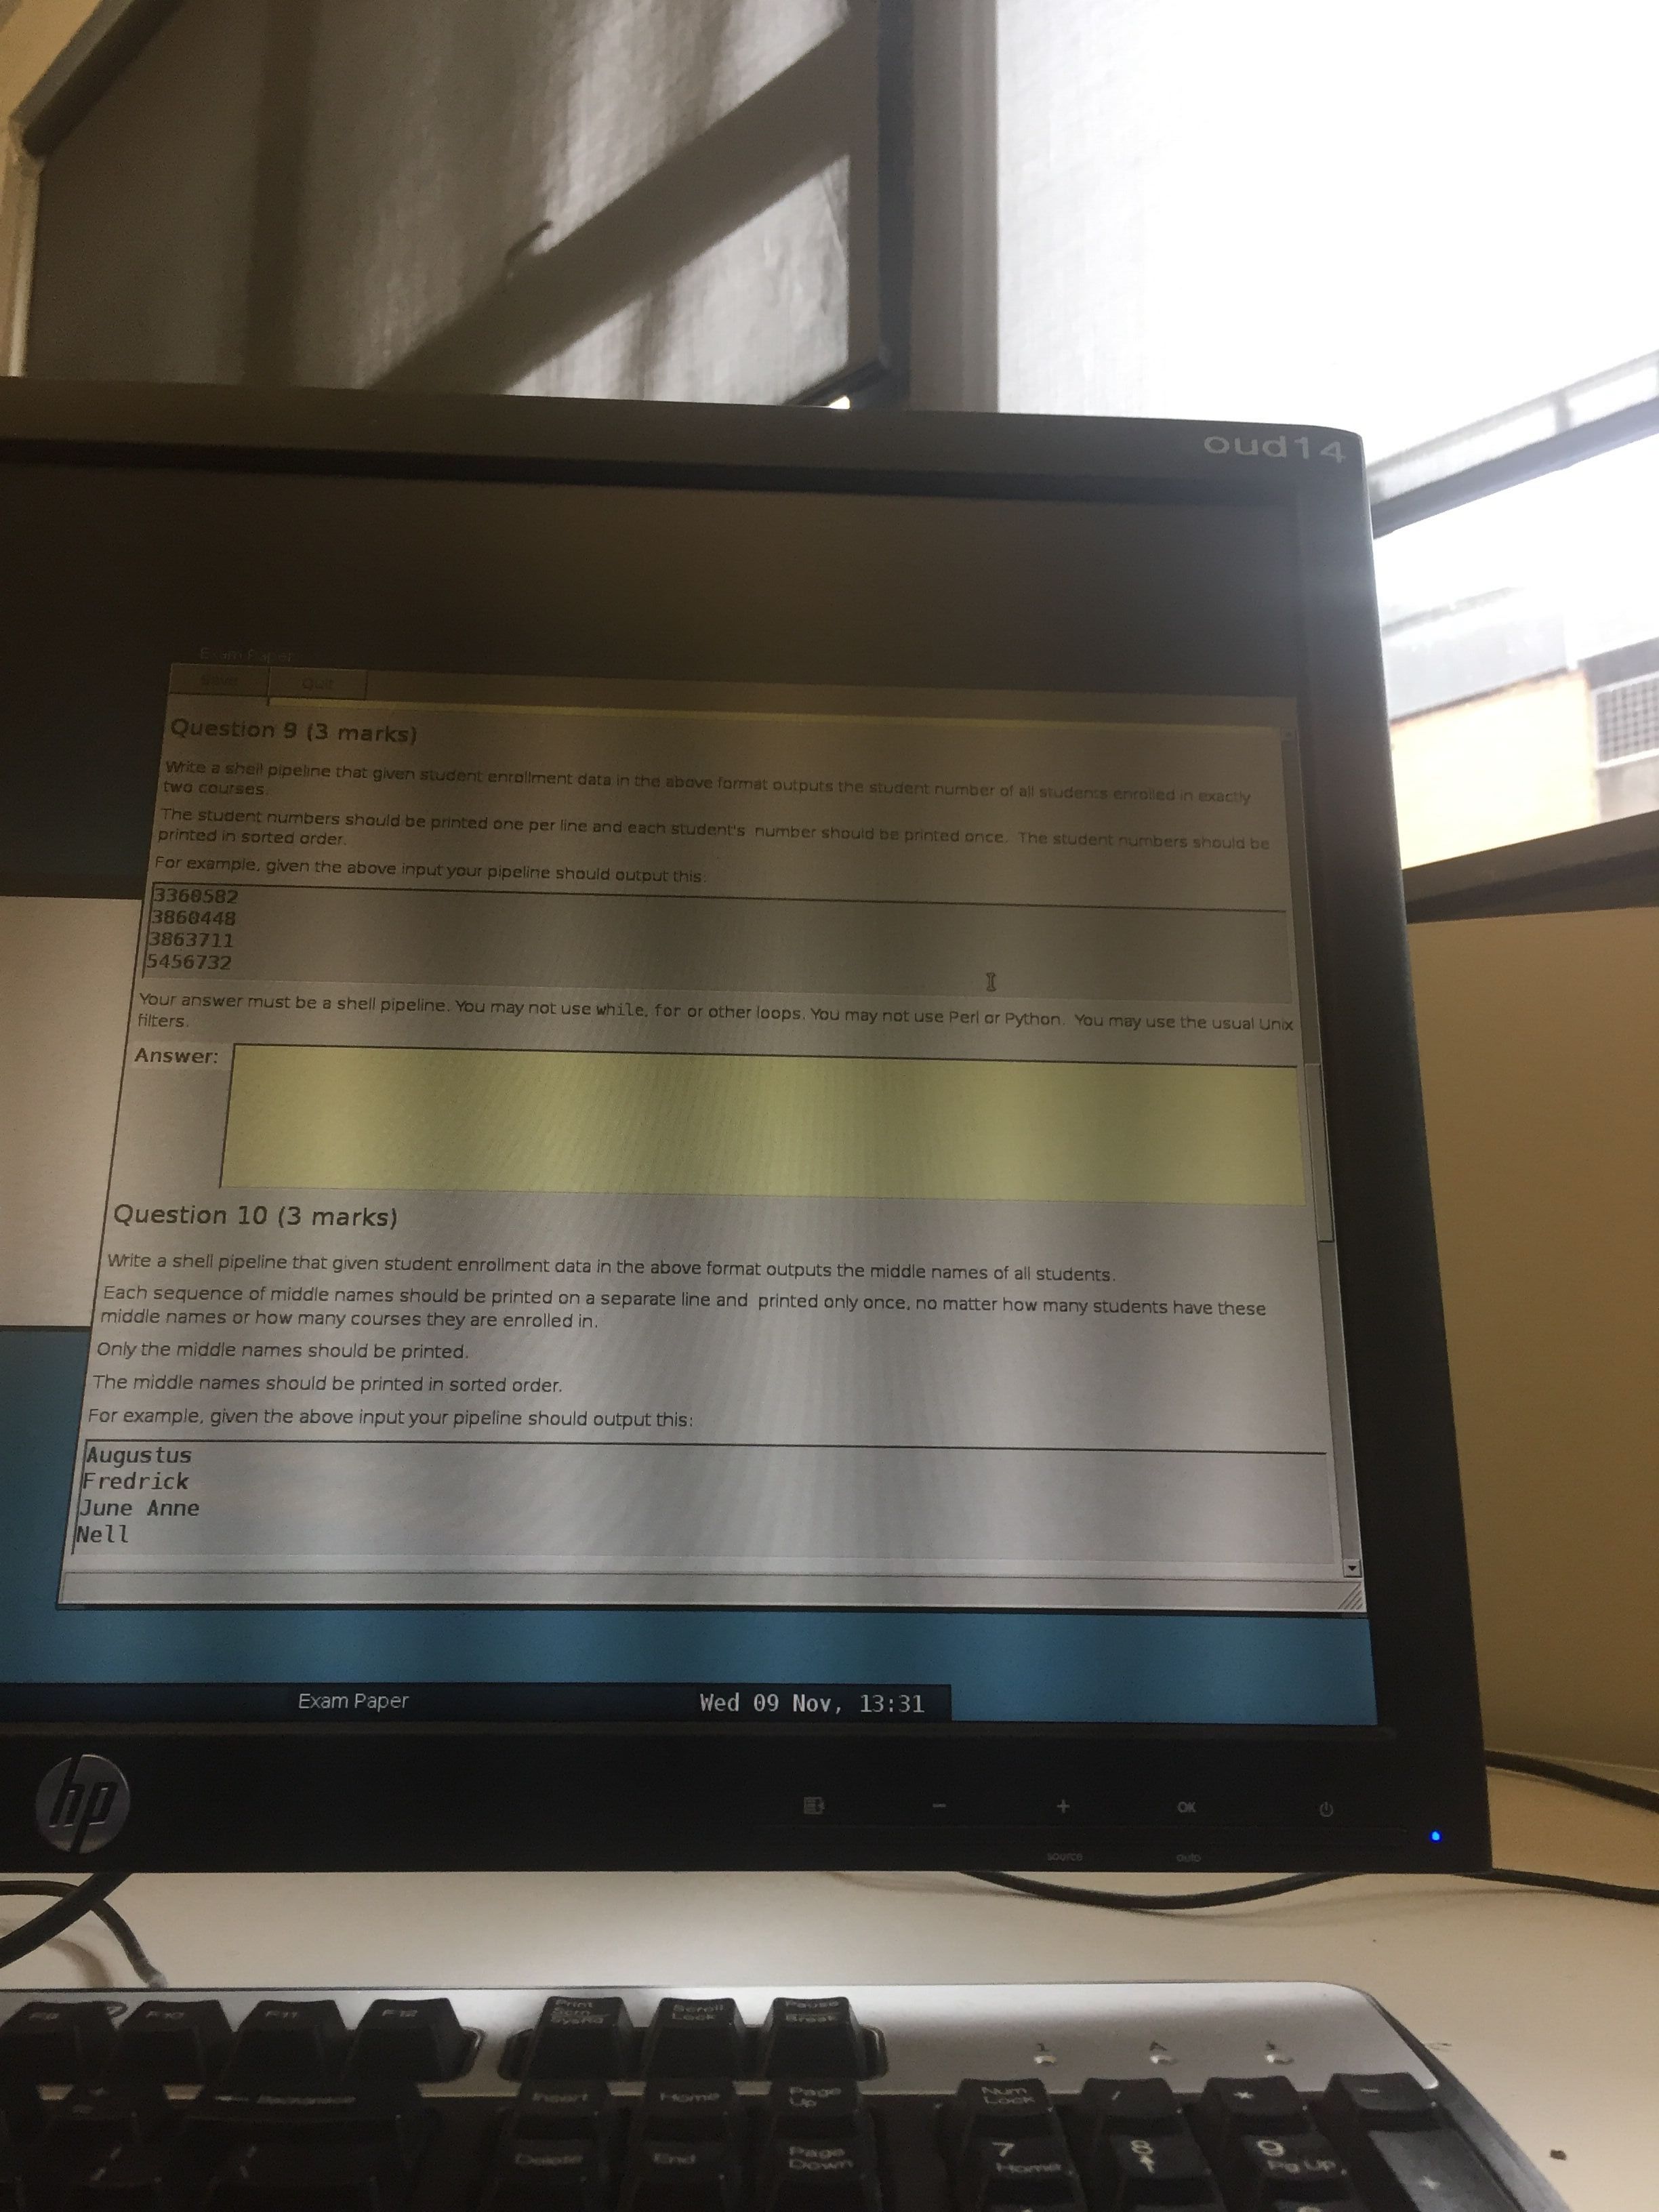 oud14
Exam Paper
Save Quit
Question 9 (3 marks)
Write a shell pipeline that given student enrollment data in the above format outputs the student number of all students enrolled in exactly
two courses.
The student numbers should be printed one per line and each student's number should be printed once. The student numbers should be
printed in sorted order.
For example, given the above input your pipeline should output this:
3360582
3860448
3863711
5456732
Your answer must be a shell pipeline. You may not use while, for or other loops. You may not use Perl or Python. You may use the usual Unix
filters.
Answer:
Question 10 (3 marks)
Write a shell pipeline that given student enrollment data in the above format outputs the middle names of all students.
Each sequence of middle names should be printed on a separate line and printed only once, no matter how many students have these
middle names or how many courses they are enrolled in.
Only the middle names should be printed.
The middle names should be printed in sorted order.
For example, given the above input your pipeline should output this:
Augustus
Fredrick
June Anne
Nell
Exam Paper Wed 09 Nov, 13:31
hp
- + OK
source auto
F9 F10 F11 F12 Print Scrn SysRq Scroll Lock Pause Break
1 A
Backspace Insert Home Page Up Num Lock / * -
Delete End Page Down 7 Home 8 9 Pg Up +